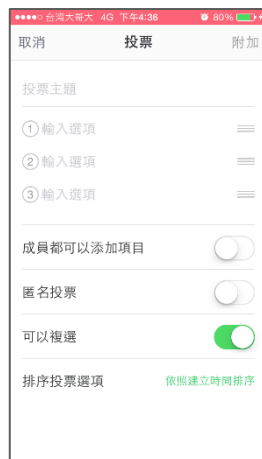 台湾大哥大 4G 下午4:36 80%
取消 投票 附加
投票主題
1 輸入選項
2 輸入選項
3 輸入選項
成員都可以添加項目
匿名投票
可以複選
排序投票選項 依照建立時間排序